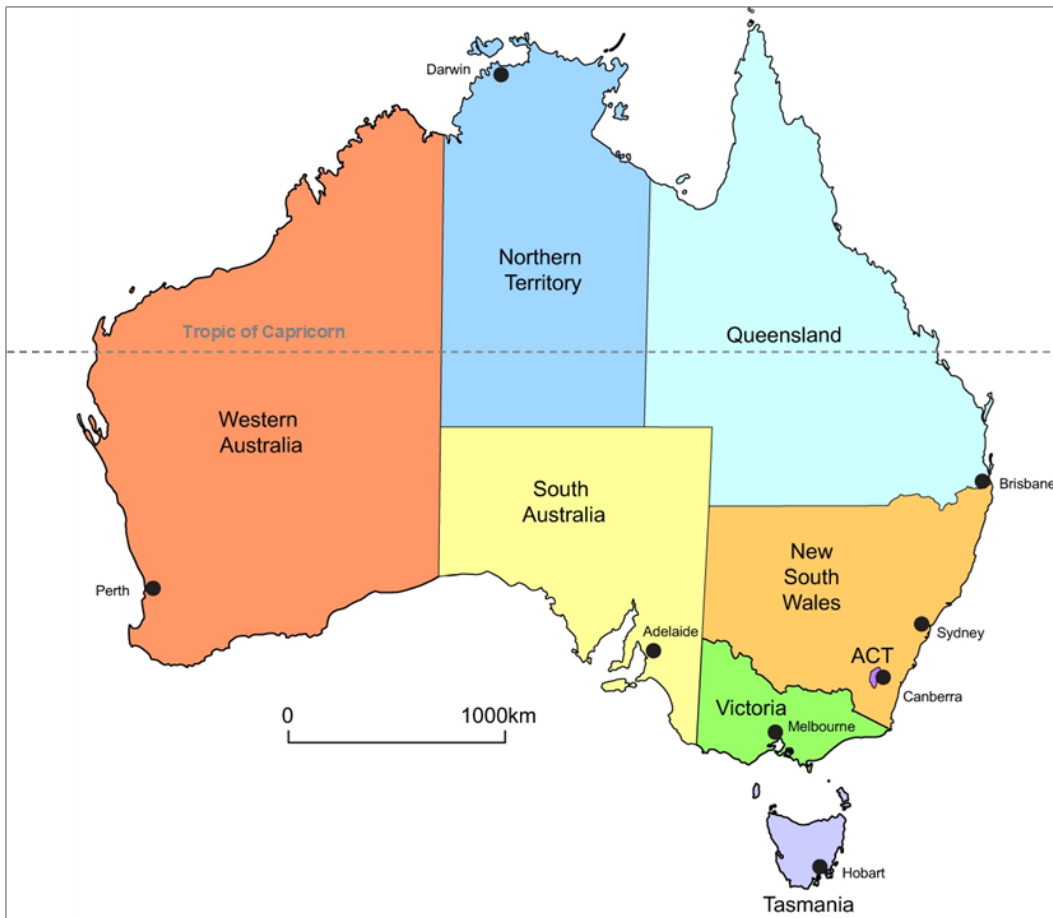 Darwin
Northern
Territory
Tropic of Capricorn
Queensland
Western
Australia
South
Australia
Brisbane
New
South
Wales
Perth
Adelaide
Sydney
ACT
Canberra
Victoria
Melbourne
0
1000km
Hobart
Tasmania